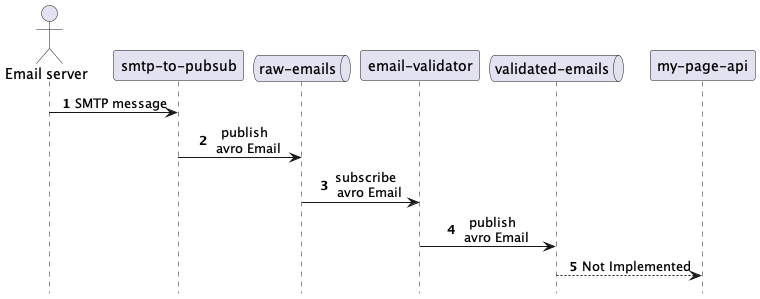 Email server
smtp-to-pubsub
raw-emails
email-validator
validated-emails
my-page-api
1 SMTP message
2 publish
avro Email
3 subscribe
avro Email
4 publish
avro Email
5 Not Implemented